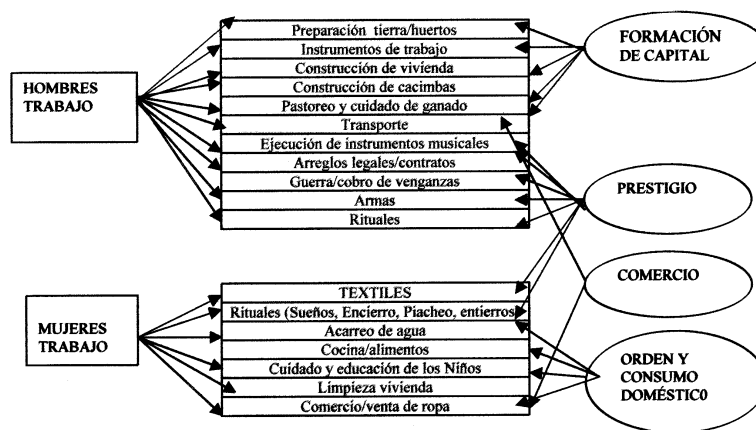 HOMBRES
TRABAJO
Preparación tierra/huertos
Instrumentos de trabajo
Construcción de vivienda
Construcción de cacimbas
Pastoreo y cuidado de ganado
Transporte
Ejecución de instrumentos musicales
Arreglos legales/contratos
Guerra/cobro de venganzas
Armas
Rituales
FORMACIÓN
DE CAPITAL
PRESTIGIO
COMERCIO
MUJERES
TRABAJO
TEXTILES
Rituales (Sueños, Encierro, Piacheo, entierros
Acarreo de agua
Cocina/alimentos
Cuidado y educación de los Niños
Limpieza vivienda
Comercio/venta de ropa
ORDEN Y
CONSUMO
DOMÉSTIC0